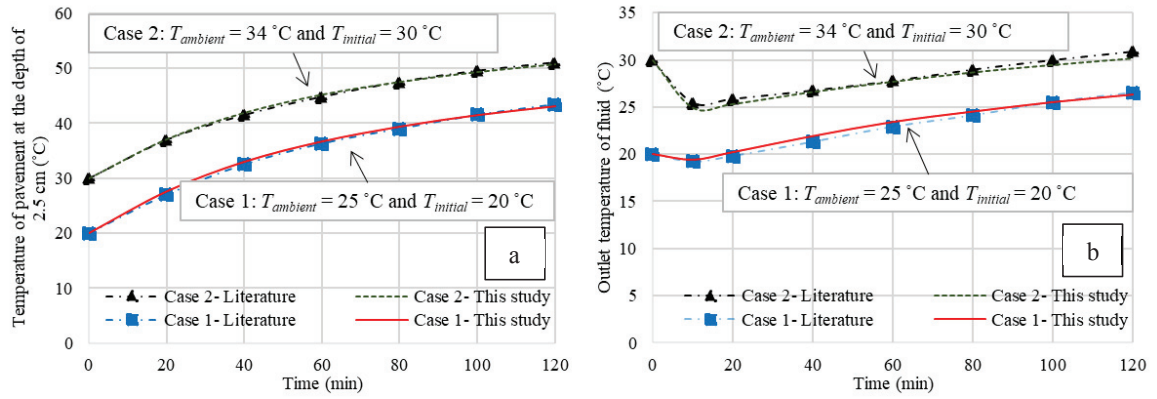 Temperature of pavement at the depth of
2.5 cm (˚C)
60
50
40
30
20
10
0
Case 2: Tambient = 34 ˚C and Tinitial = 30 ˚C
Case 1: Tambient = 25 ˚C and Tinitial = 20 ˚C
a
Case 2- Literature
Case 2- This study
Case 1- Literature
Case 1- This study
0 20 40 60 80 100 120
Time (min)
Outlet temperature of fluid (˚C)
35
30
25
20
15
10
5
0
Case 2: Tambient = 34 ˚C and Tinitial = 30 ˚C
Case 1: Tambient = 25 ˚C and Tinitial = 20 ˚C
b
Case 2- Literature
Case 2- This study
Case 1- Literature
Case 1- This study
0 20 40 60 80 100 120
Time (min)